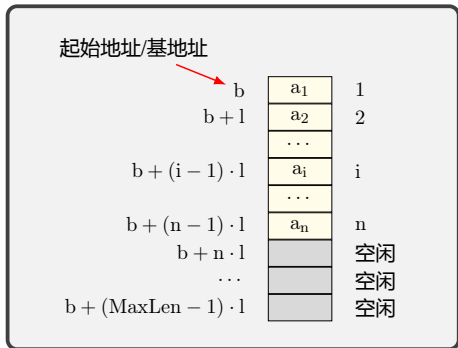 起始地址/基地址
b a₁ 1
b + l a₂ 2
···
b + (i − 1) · l aᵢ i
···
b + (n − 1) · l aₙ n
b + n · l 空闲
··· 空闲
b + (MaxLen − 1) · l 空闲